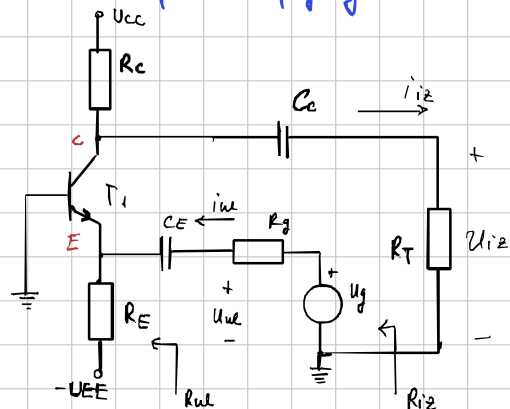 UCC
RC
Cc
iiz
C
+
T1
CE
iul
Rg
E
RT
Uiz
+
Ug
+
RE
Uul
-
-
-UEE
Rul
Riz